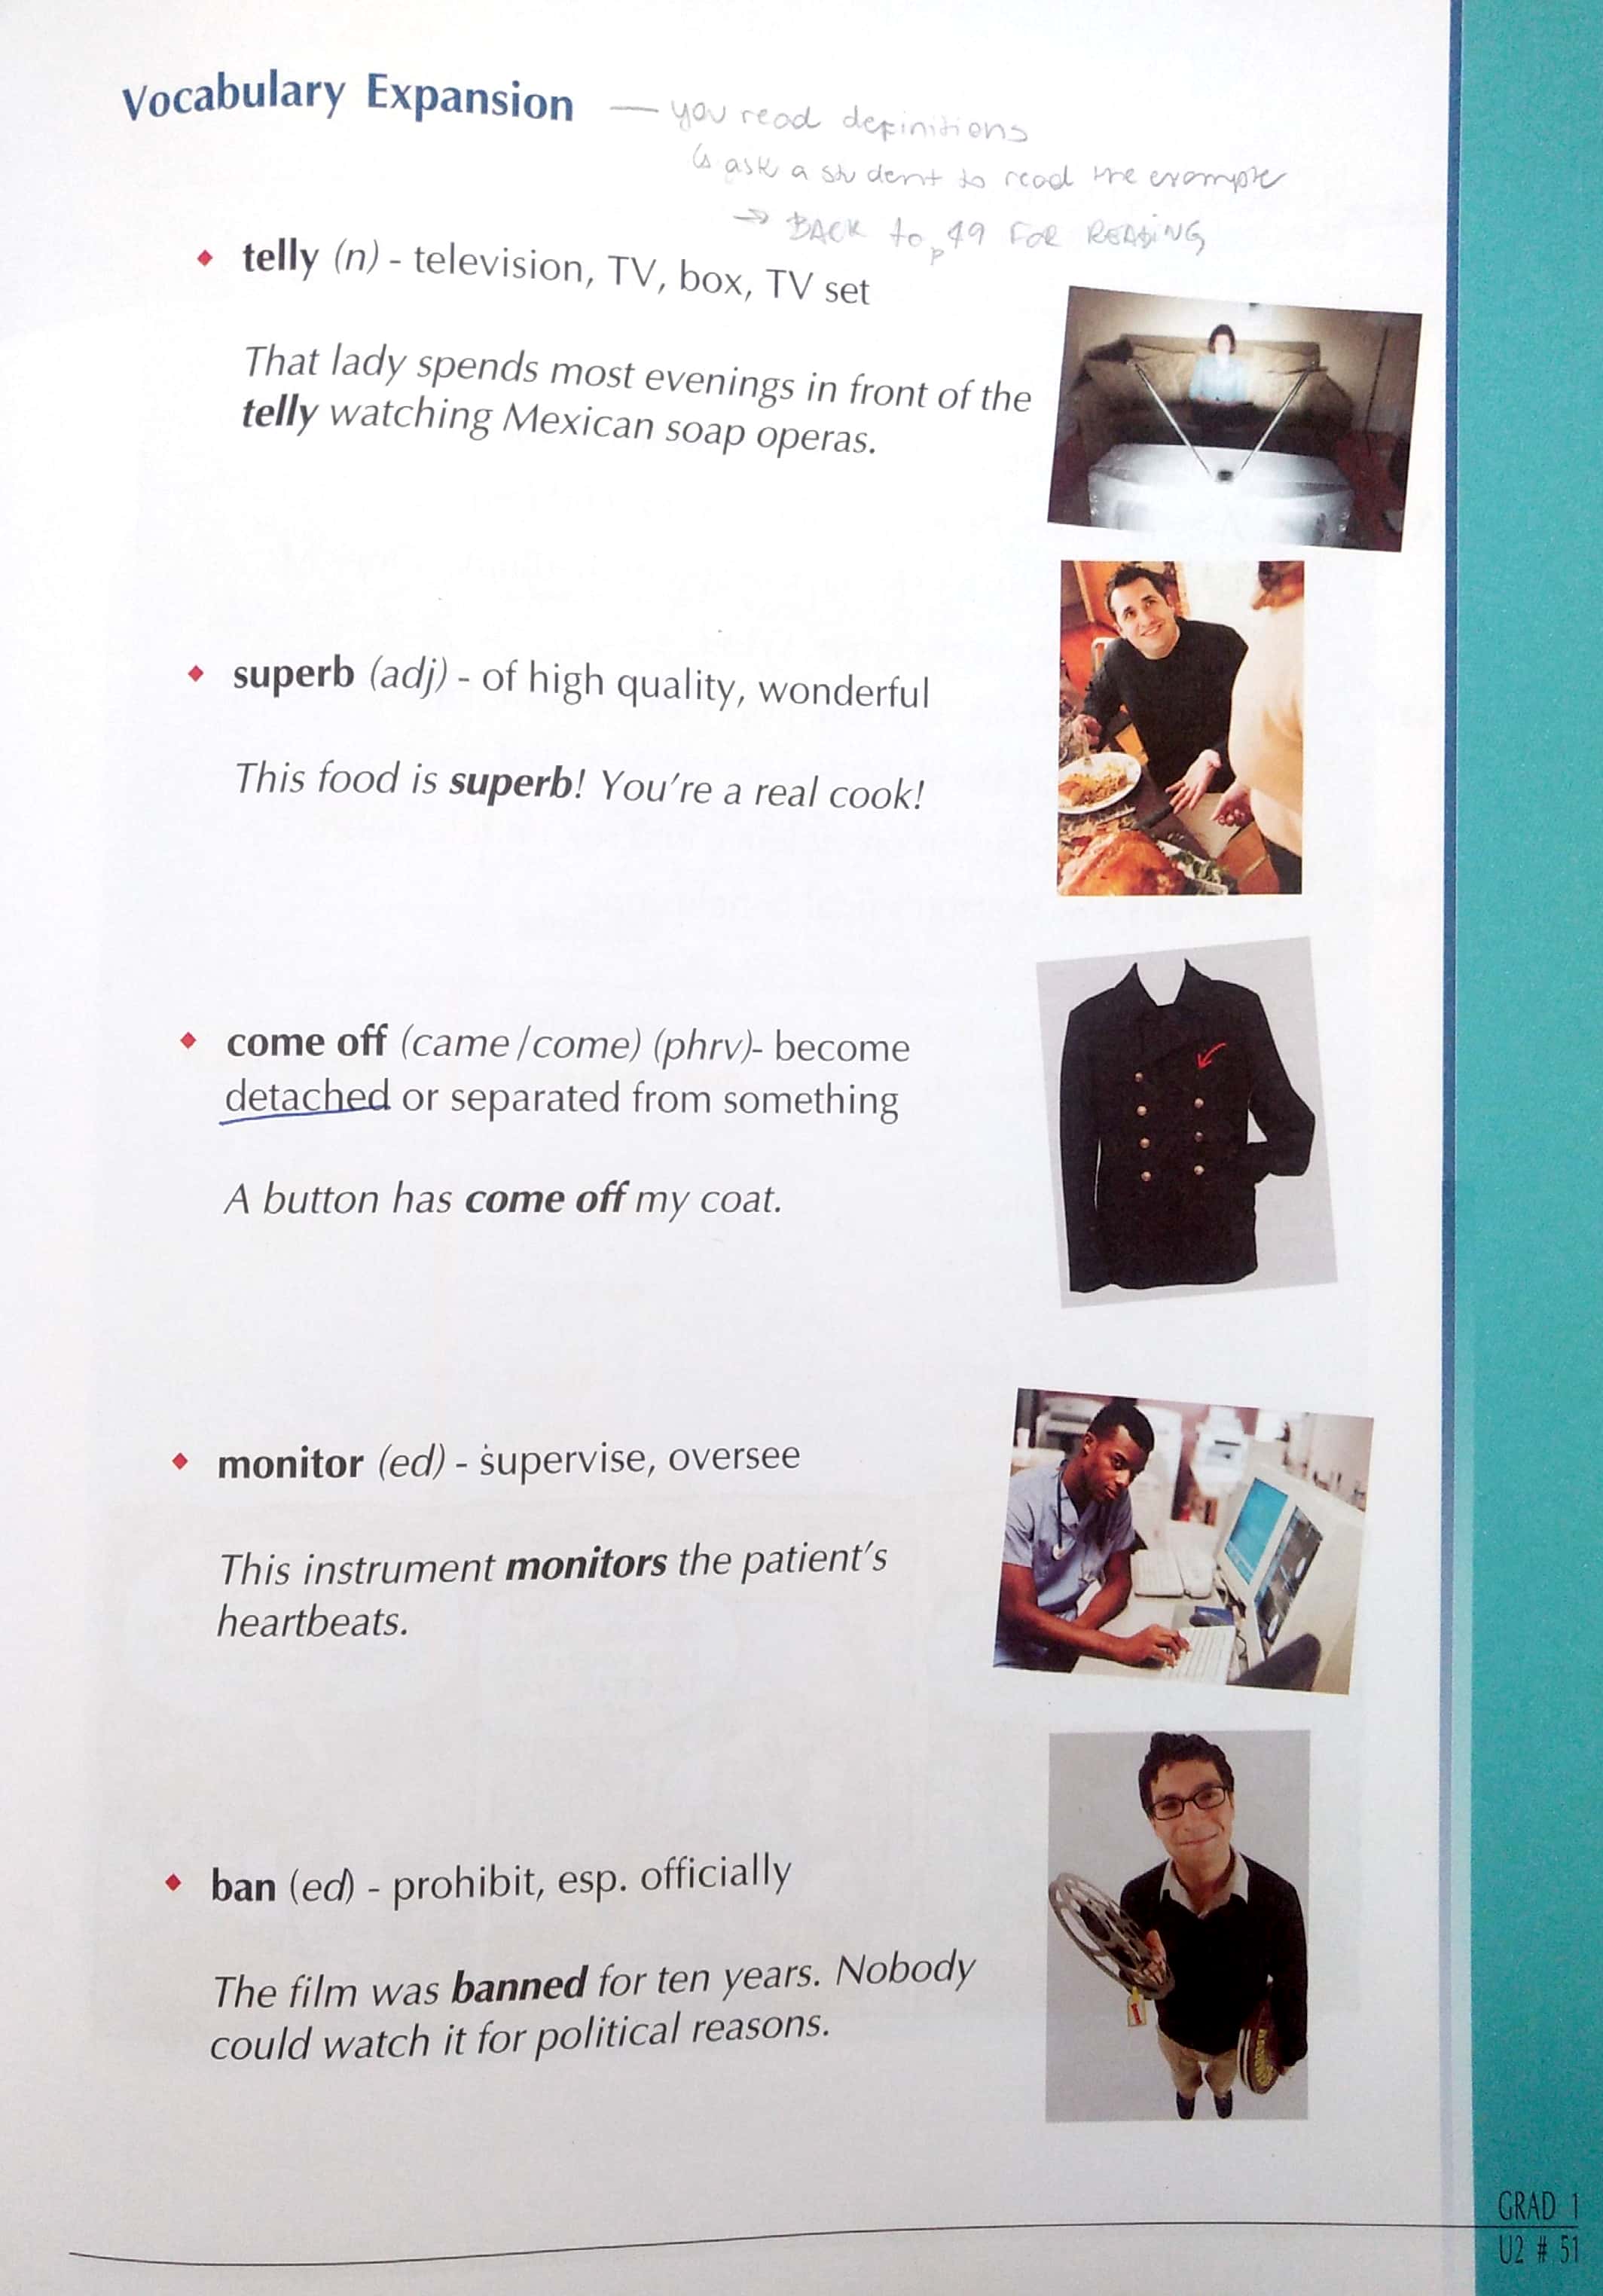 Vocabulary Expansion — you read definitions
↳ ask a student to read the example
→ BACK to p 49 FOR READING
◆ telly (n) - television, TV, box, TV set
That lady spends most evenings in front of the
telly watching Mexican soap operas.
◆ superb (adj) - of high quality, wonderful
This food is superb! You're a real cook!
◆ come off (came/come) (phrv)- become
detached or separated from something
A button has come off my coat.
◆ monitor (ed) - supervise, oversee
This instrument monitors the patient's
heartbeats.
◆ ban (ed) - prohibit, esp. officially
The film was banned for ten years. Nobody
could watch it for political reasons.
GRAD 1
U2 # 51